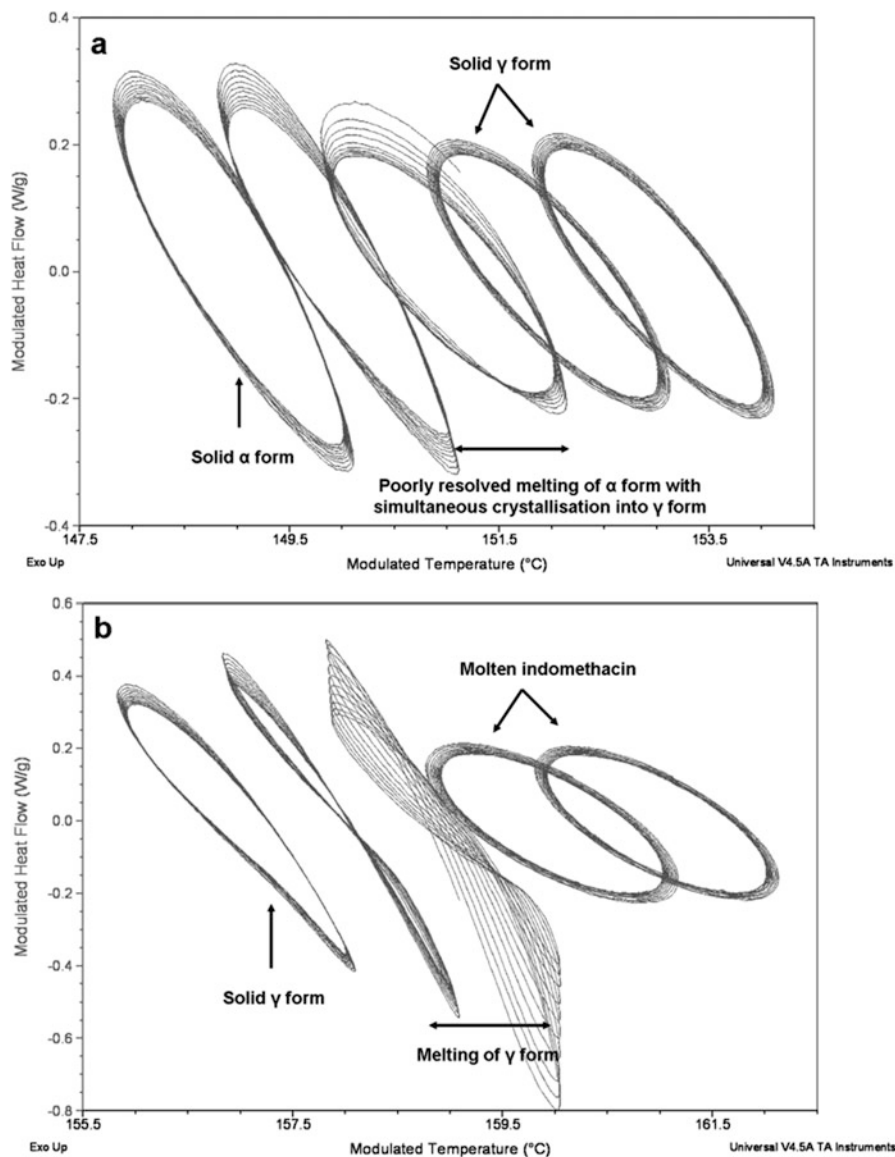 a
Solid γ form
Solid α form
Poorly resolved melting of α form with
simultaneous crystallisation into γ form
Modulated Heat Flow (W/g)
0.4
0.2
0.0
-0.2
-0.4
147.5
149.5
151.5
153.5
Exo Up
Modulated Temperature (°C)
Universal V4.5A TA Instruments
b
Molten indomethacin
Solid γ form
Melting of γ form
Modulated Heat Flow (W/g)
0.6
0.4
0.2
0.0
-0.2
-0.4
-0.6
-0.8
155.5
157.5
159.5
161.5
Exo Up
Modulated Temperature (°C)
Universal V4.5A TA Instruments